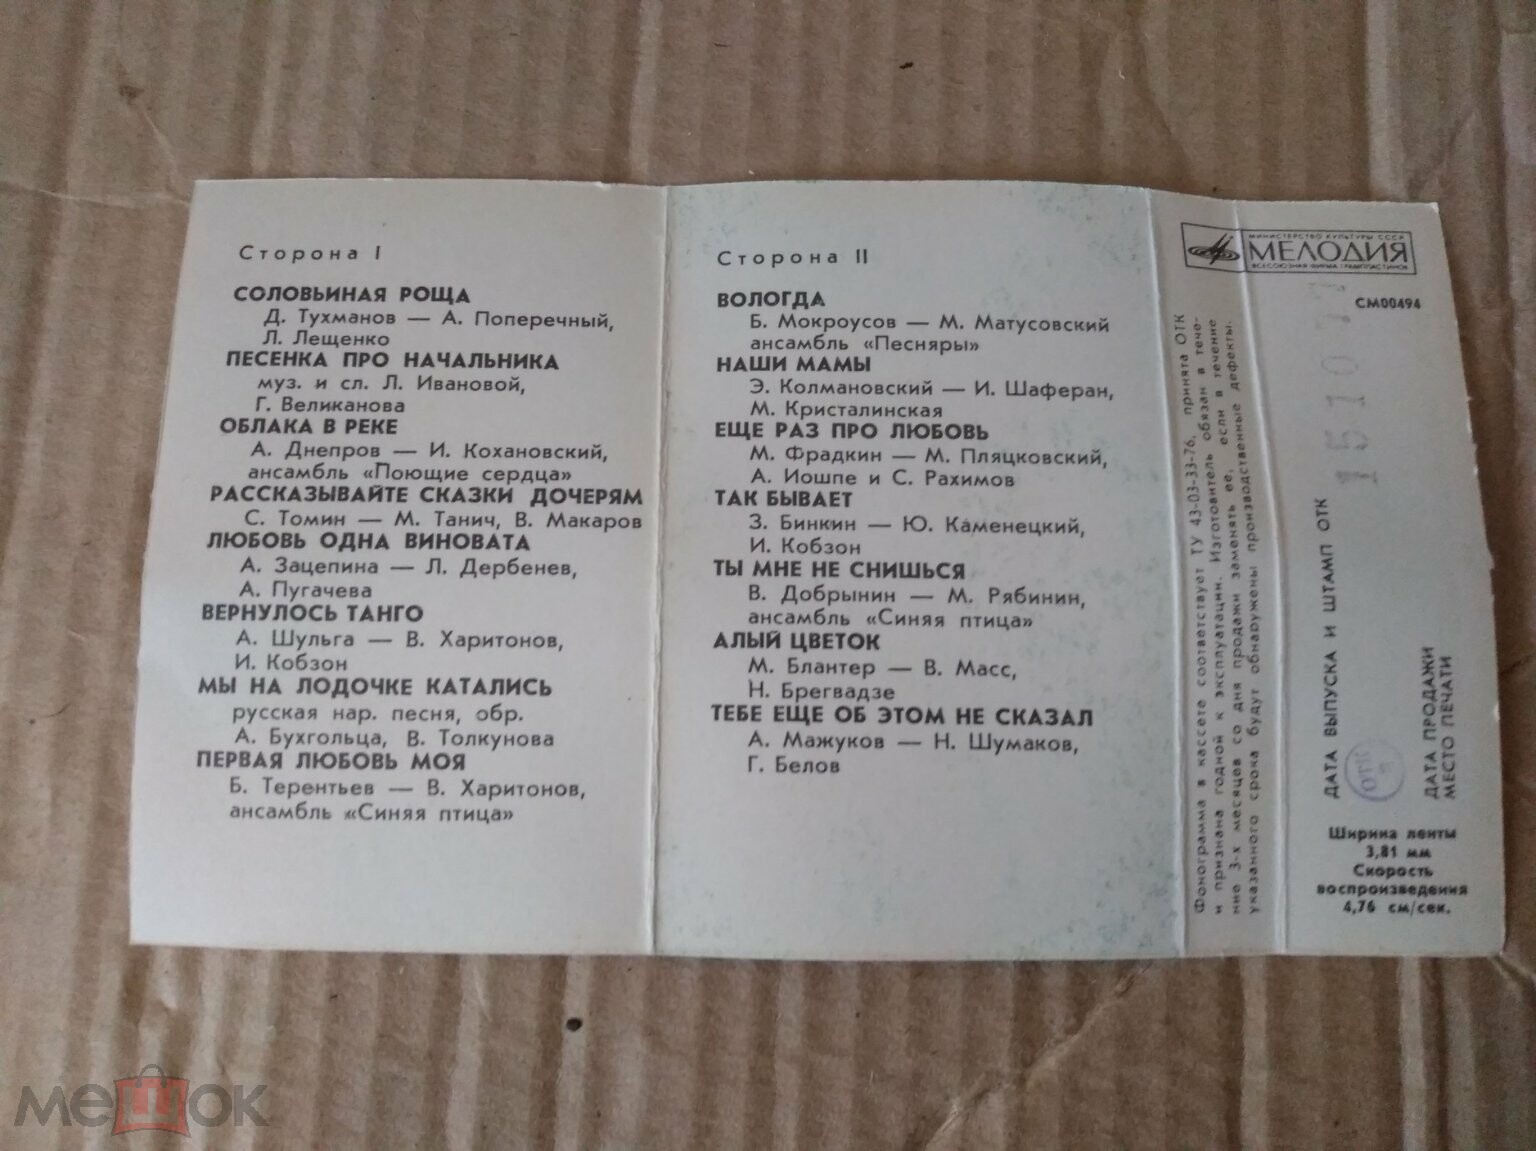 Сторона I
СОЛОВЬИНАЯ РОЩА
Д. Тухманов — А. Поперечный,
Л. Лещенко
ПЕСЕНКА ПРО НАЧАЛЬНИКА
муз. и сл. Л. Ивановой,
Г. Великанова
ОБЛАКА В РЕКЕ
А. Днепров — И. Кохановский,
ансамбль «Поющие сердца»
РАССКАЗЫВАЙТЕ СКАЗКИ ДОЧЕРЯМ
С. Томин — М. Танич, В. Макаров
ЛЮБОВЬ ОДНА ВИНОВАТА
А. Зацепина — Л. Дербенев,
А. Пугачева
ВЕРНУЛОСЬ ТАНГО
А. Шульга — В. Харитонов,
И. Кобзон
МЫ НА ЛОДОЧКЕ КАТАЛИСЬ
русская нар. песня, обр.
А. Бухгольца, В. Толкунова
ПЕРВАЯ ЛЮБОВЬ МОЯ
Б. Терентьев — В. Харитонов,
ансамбль «Синяя птица»
Сторона II
ВОЛОГДА
Б. Мокроусов — М. Матусовский
ансамбль «Песняры»
НАШИ МАМЫ
Э. Колмановский — И. Шаферан,
М. Кристалинская
ЕЩЕ РАЗ ПРО ЛЮБОВЬ
М. Фрадкин — М. Пляцковский,
А. Иошпе и С. Рахимов
ТАК БЫВАЕТ
З. Бинкин — Ю. Каменецкий,
И. Кобзон
ТЫ МНЕ НЕ СНИШЬСЯ
В. Добрынин — М. Рябинин,
ансамбль «Синяя птица»
АЛЫЙ ЦВЕТОК
М. Блантер — В. Масс,
Н. Брегвадзе
ТЕБЕ ЕЩЕ ОБ ЭТОМ НЕ СКАЗАЛ
А. Мажуков — Н. Шумаков,
Г. Белов
МИНИСТЕРСТВО КУЛЬТУРЫ СССР
МЕЛОДИЯ
ВСЕСОЮЗНАЯ ФИРМА ГРАМПЛАСТИНОК
СМ00494
Фонограмма в кассете соответствует ТУ 43-03-33-76, принята ОТК
и признана годной к эксплуатации. Изготовитель обязан в тече-
ние 3-х месяцев со дня продажи заменять ее, если в течение
указанного срока будут обнаружены производственные дефекты.
ДАТА ВЫПУСКА И ШТАМП ОТК
ОТК
ДАТА ПРОДАЖИ
МЕСТО ПЕЧАТИ
Ширина ленты
3,81 мм
Скорость
воспроизведения
4,76 см/сек.
мешок